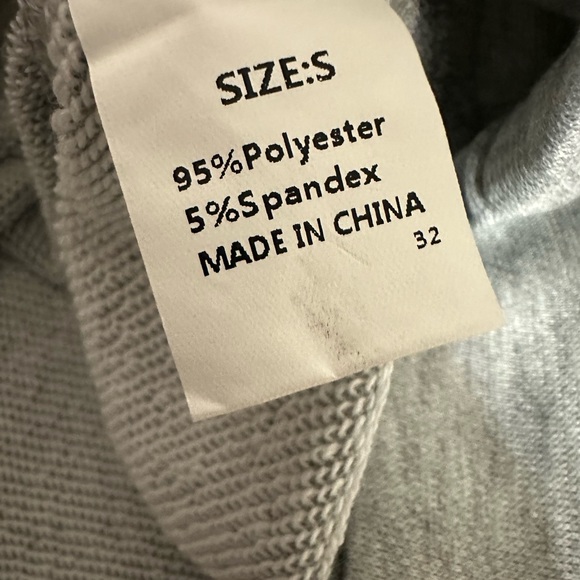 SIZE:S
95%Polyester
5%Spandex
MADE IN CHINA
32